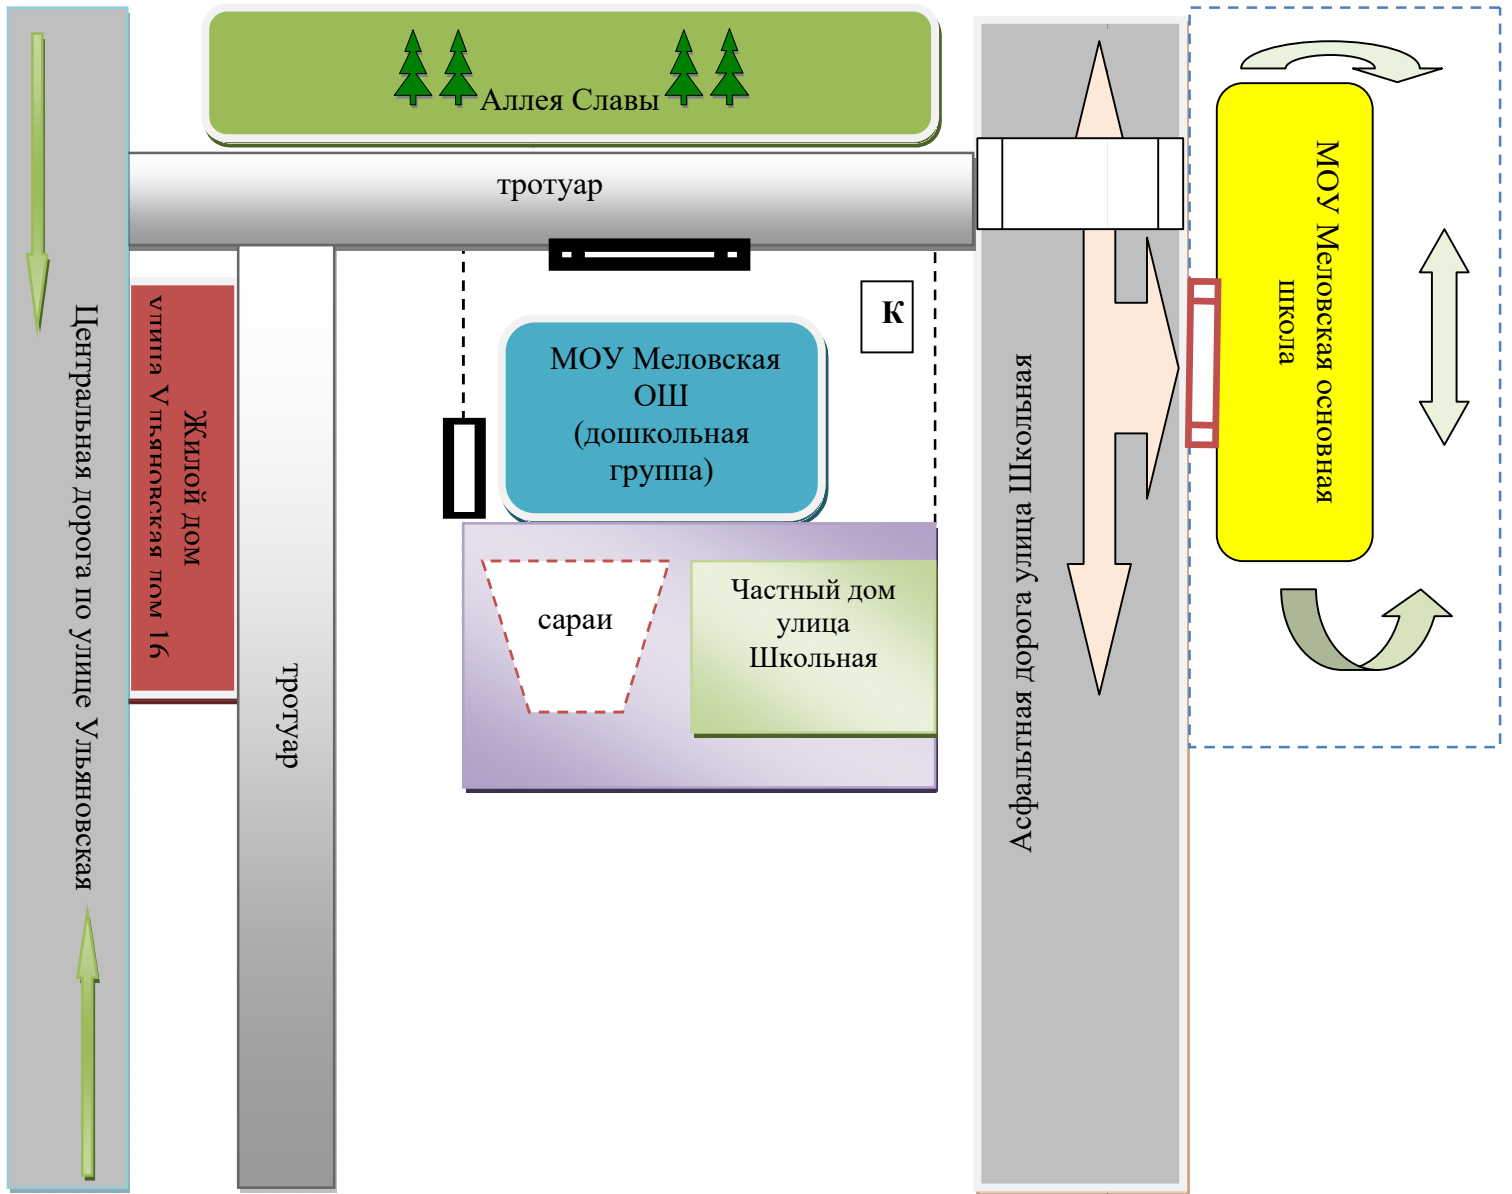 Аллея Славы
тротуар
Центральная дорога по улице Ульяновская
Жилой дом
улица Ульяновская дом 16
тротуар
К
МОУ Меловская
ОШ
(дошкольная
группа)
сараи
Частный дом
улица
Школьная
Асфальтная дорога улица Школьная
МОУ Меловская основная
школа